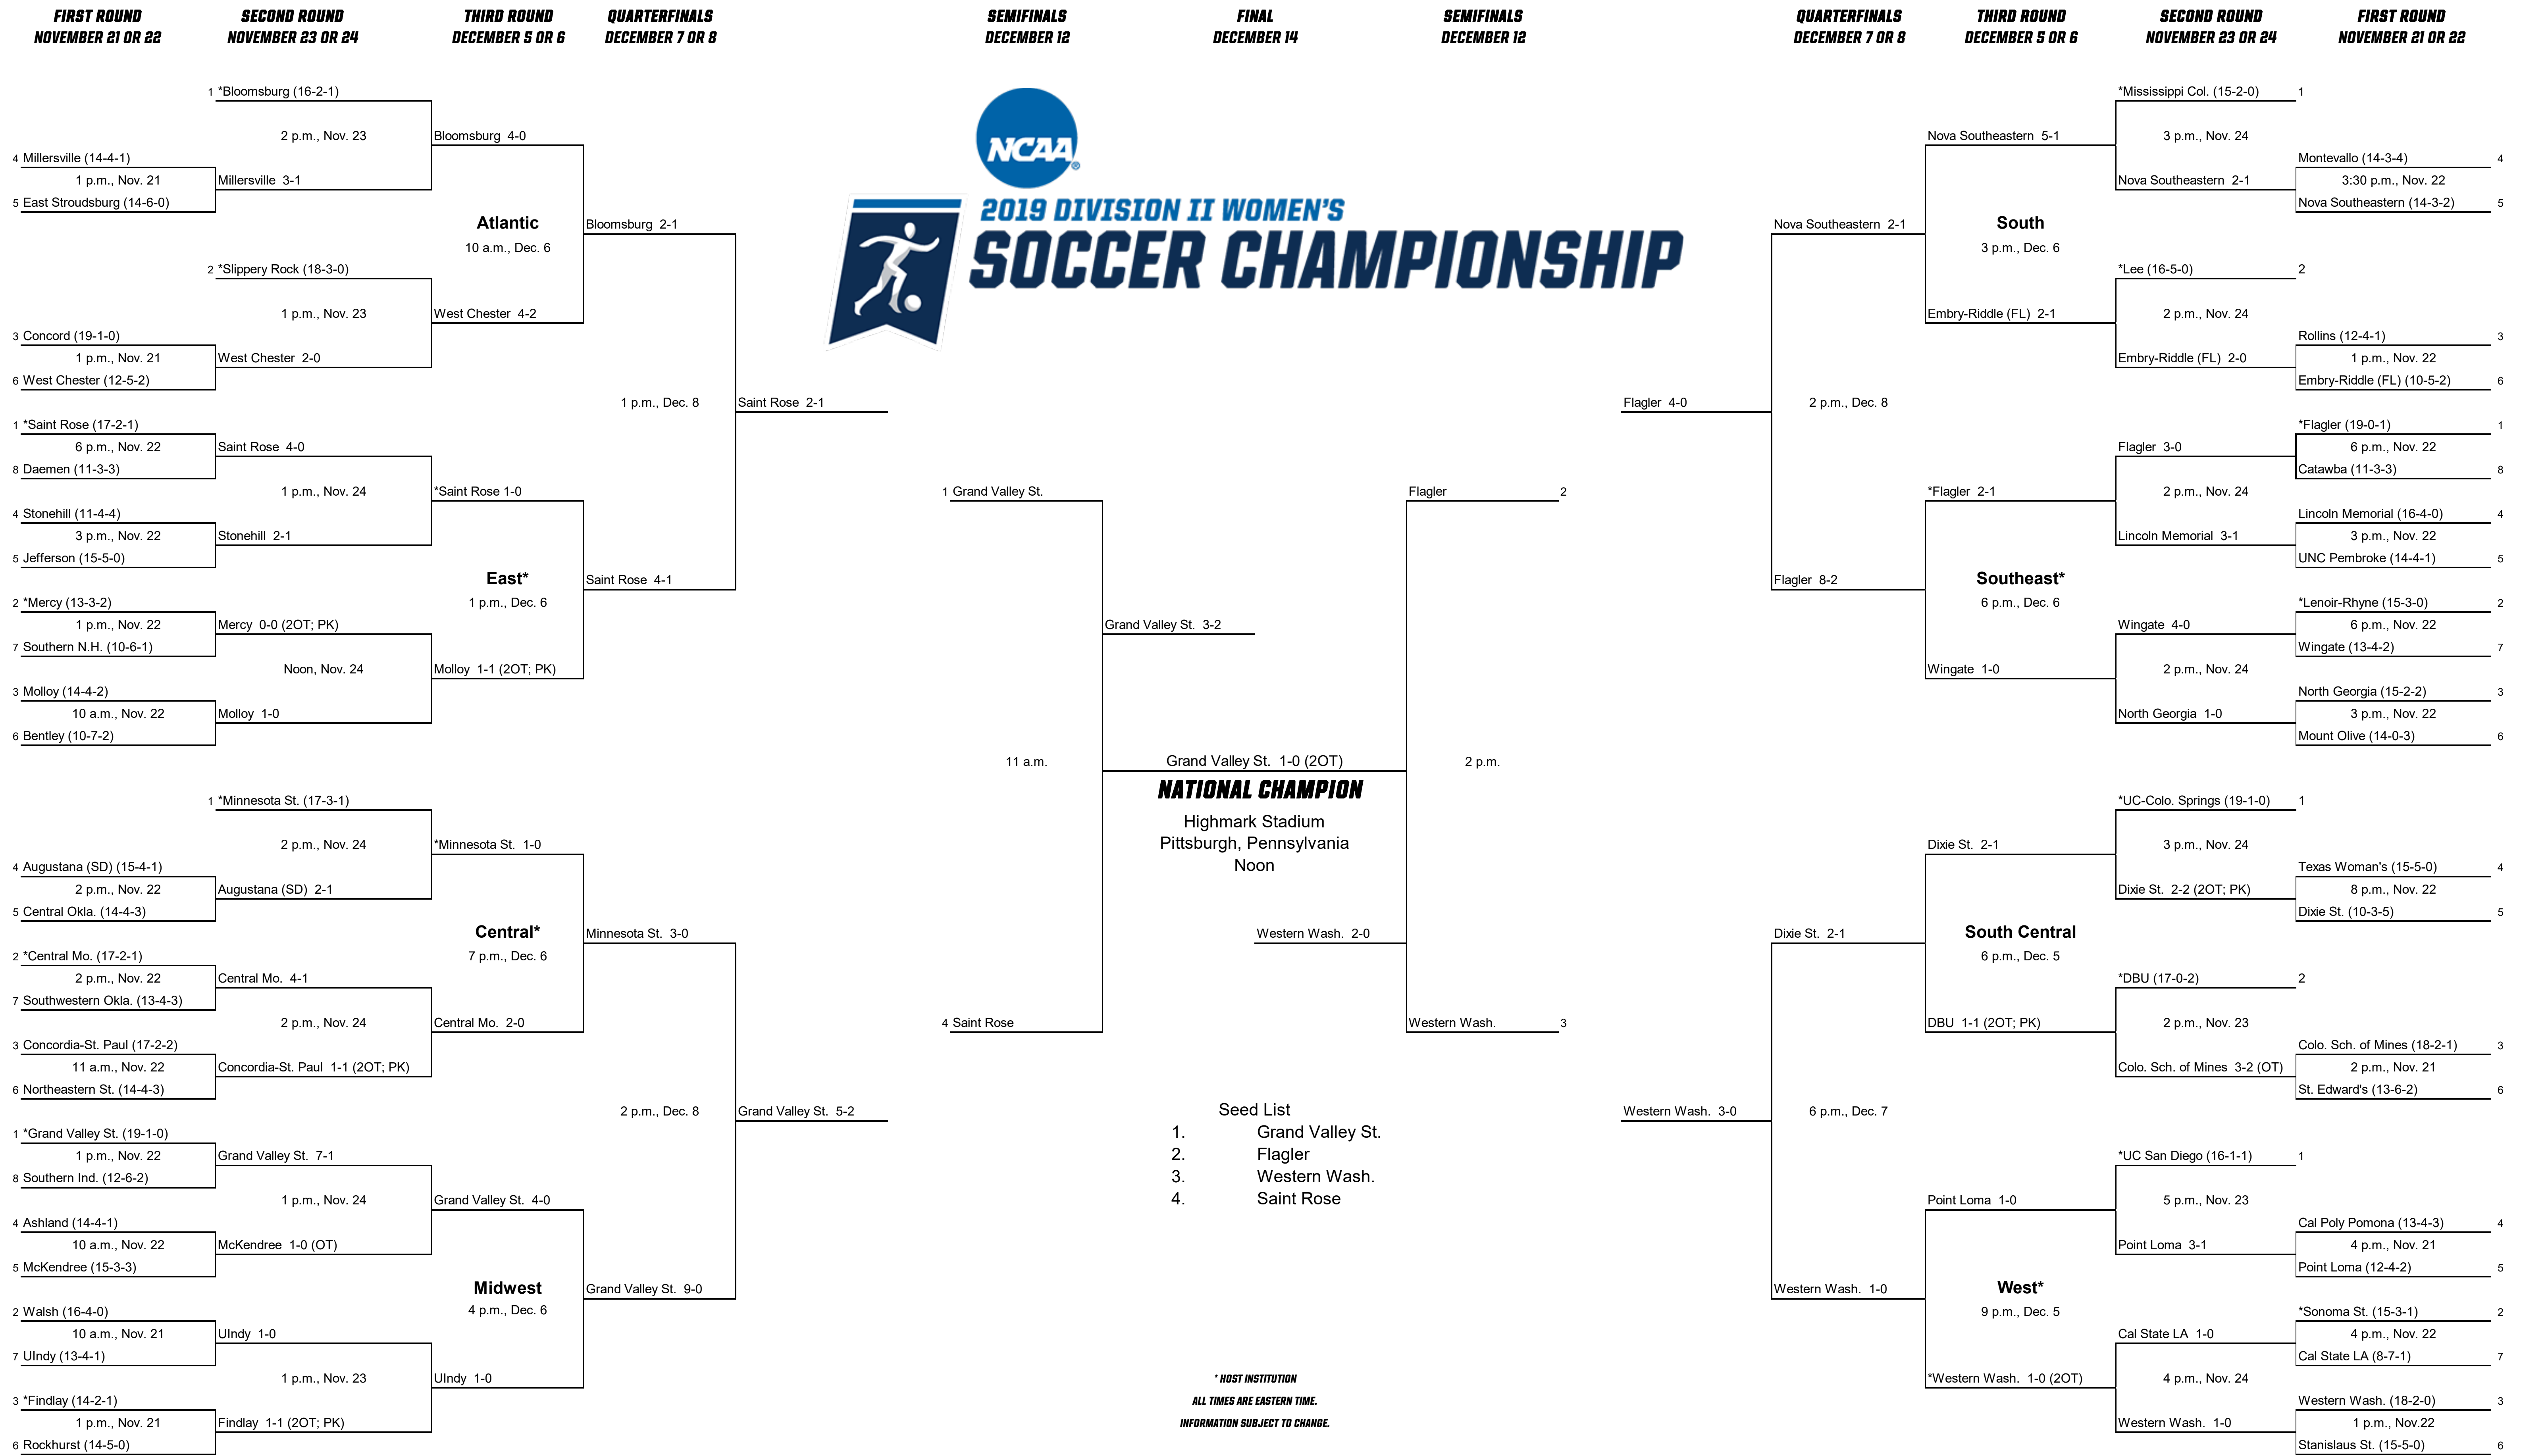 FIRST ROUND
NOVEMBER 21 OR 22
SECOND ROUND
NOVEMBER 23 OR 24
THIRD ROUND
DECEMBER 5 OR 6
QUARTERFINALS
DECEMBER 7 OR 8
SEMIFINALS
DECEMBER 12
FINAL
DECEMBER 14
SEMIFINALS
DECEMBER 12
QUARTERFINALS
DECEMBER 7 OR 8
THIRD ROUND
DECEMBER 5 OR 6
SECOND ROUND
NOVEMBER 23 OR 24
FIRST ROUND
NOVEMBER 21 OR 22
NCAA®
2019 DIVISION II WOMEN'S
SOCCER CHAMPIONSHIP
4 Millersville (14-4-1)
1 p.m., Nov. 21
5 East Stroudsburg (14-6-0)
3 Concord (19-1-0)
1 p.m., Nov. 21
6 West Chester (12-5-2)
1 *Saint Rose (17-2-1)
6 p.m., Nov. 22
8 Daemen (11-3-3)
4 Stonehill (11-4-4)
3 p.m., Nov. 22
5 Jefferson (15-5-0)
2 *Mercy (13-3-2)
1 p.m., Nov. 22
7 Southern N.H. (10-6-1)
3 Molloy (14-4-2)
10 a.m., Nov. 22
6 Bentley (10-7-2)
4 Augustana (SD) (15-4-1)
2 p.m., Nov. 22
5 Central Okla. (14-4-3)
2 *Central Mo. (17-2-1)
2 p.m., Nov. 22
7 Southwestern Okla. (13-4-3)
3 Concordia-St. Paul (17-2-2)
11 a.m., Nov. 22
6 Northeastern St. (14-4-3)
1 *Grand Valley St. (19-1-0)
1 p.m., Nov. 22
8 Southern Ind. (12-6-2)
4 Ashland (14-4-1)
10 a.m., Nov. 22
5 McKendree (15-3-3)
2 Walsh (16-4-0)
10 a.m., Nov. 21
7 UIndy (13-4-1)
3 *Findlay (14-2-1)
1 p.m., Nov. 21
6 Rockhurst (14-5-0)
1 *Bloomsburg (16-2-1)
2 p.m., Nov. 23
Millersville 3-1
2 *Slippery Rock (18-3-0)
1 p.m., Nov. 23
West Chester 2-0
Saint Rose 4-0
1 p.m., Nov. 24
Stonehill 2-1
Mercy 0-0 (2OT; PK)
Noon, Nov. 24
Molloy 1-0
1 *Minnesota St. (17-3-1)
2 p.m., Nov. 24
Augustana (SD) 2-1
Central Mo. 4-1
2 p.m., Nov. 24
Concordia-St. Paul 1-1 (2OT; PK)
Grand Valley St. 7-1
1 p.m., Nov. 24
McKendree 1-0 (OT)
UIndy 1-0
1 p.m., Nov. 23
Findlay 1-1 (2OT; PK)
Bloomsburg 4-0
Atlantic
10 a.m., Dec. 6
West Chester 4-2
*Saint Rose 1-0
East*
1 p.m., Dec. 6
Molloy 1-1 (2OT; PK)
*Minnesota St. 1-0
Central*
7 p.m., Dec. 6
Central Mo. 2-0
Grand Valley St. 4-0
Midwest
4 p.m., Dec. 6
UIndy 1-0
Bloomsburg 2-1
1 p.m., Dec. 8
Saint Rose 4-1
Minnesota St. 3-0
2 p.m., Dec. 8
Grand Valley St. 9-0
Saint Rose 2-1
Grand Valley St. 5-2
1 Grand Valley St.
11 a.m.
4 Saint Rose
Grand Valley St. 3-2
Grand Valley St. 1-0 (2OT)
NATIONAL CHAMPION
Highmark Stadium
Pittsburgh, Pennsylvania
Noon
Western Wash. 2-0
Seed List
1. Grand Valley St.
2. Flagler
3. Western Wash.
4. Saint Rose
* HOST INSTITUTION
ALL TIMES ARE EASTERN TIME.
INFORMATION SUBJECT TO CHANGE.
Flagler 2
2 p.m.
Western Wash. 3
Flagler 4-0
Western Wash. 3-0
Nova Southeastern 2-1
2 p.m., Dec. 8
Flagler 8-2
Dixie St. 2-1
6 p.m., Dec. 7
Western Wash. 1-0
Nova Southeastern 5-1
South
3 p.m., Dec. 6
Embry-Riddle (FL) 2-1
*Flagler 2-1
Southeast*
6 p.m., Dec. 6
Wingate 1-0
Dixie St. 2-1
South Central
6 p.m., Dec. 5
DBU 1-1 (2OT; PK)
Point Loma 1-0
West*
9 p.m., Dec. 5
*Western Wash. 1-0 (2OT)
*Mississippi Col. (15-2-0) 1
3 p.m., Nov. 24
Nova Southeastern 2-1
*Lee (16-5-0) 2
2 p.m., Nov. 24
Embry-Riddle (FL) 2-0
Flagler 3-0
2 p.m., Nov. 24
Lincoln Memorial 3-1
Wingate 4-0
2 p.m., Nov. 24
North Georgia 1-0
*UC-Colo. Springs (19-1-0) 1
3 p.m., Nov. 24
Dixie St. 2-2 (2OT; PK)
*DBU (17-0-2) 2
2 p.m., Nov. 23
Colo. Sch. of Mines 3-2 (OT)
*UC San Diego (16-1-1) 1
5 p.m., Nov. 23
Point Loma 3-1
Cal State LA 1-0
4 p.m., Nov. 24
Western Wash. 1-0
Montevallo (14-3-4) 4
3:30 p.m., Nov. 22
Nova Southeastern (14-3-2) 5
Rollins (12-4-1) 3
1 p.m., Nov. 22
Embry-Riddle (FL) (10-5-2) 6
*Flagler (19-0-1) 1
6 p.m., Nov. 22
Catawba (11-3-3) 8
Lincoln Memorial (16-4-0) 4
3 p.m., Nov. 22
UNC Pembroke (14-4-1) 5
*Lenoir-Rhyne (15-3-0) 2
6 p.m., Nov. 22
Wingate (13-4-2) 7
North Georgia (15-2-2) 3
3 p.m., Nov. 22
Mount Olive (14-0-3) 6
Texas Woman's (15-5-0) 4
8 p.m., Nov. 22
Dixie St. (10-3-5) 5
Colo. Sch. of Mines (18-2-1) 3
2 p.m., Nov. 21
St. Edward's (13-6-2) 6
Cal Poly Pomona (13-4-3) 4
4 p.m., Nov. 21
Point Loma (12-4-2) 5
*Sonoma St. (15-3-1) 2
4 p.m., Nov. 22
Cal State LA (8-7-1) 7
Western Wash. (18-2-0) 3
1 p.m., Nov.22
Stanislaus St. (15-5-0) 6